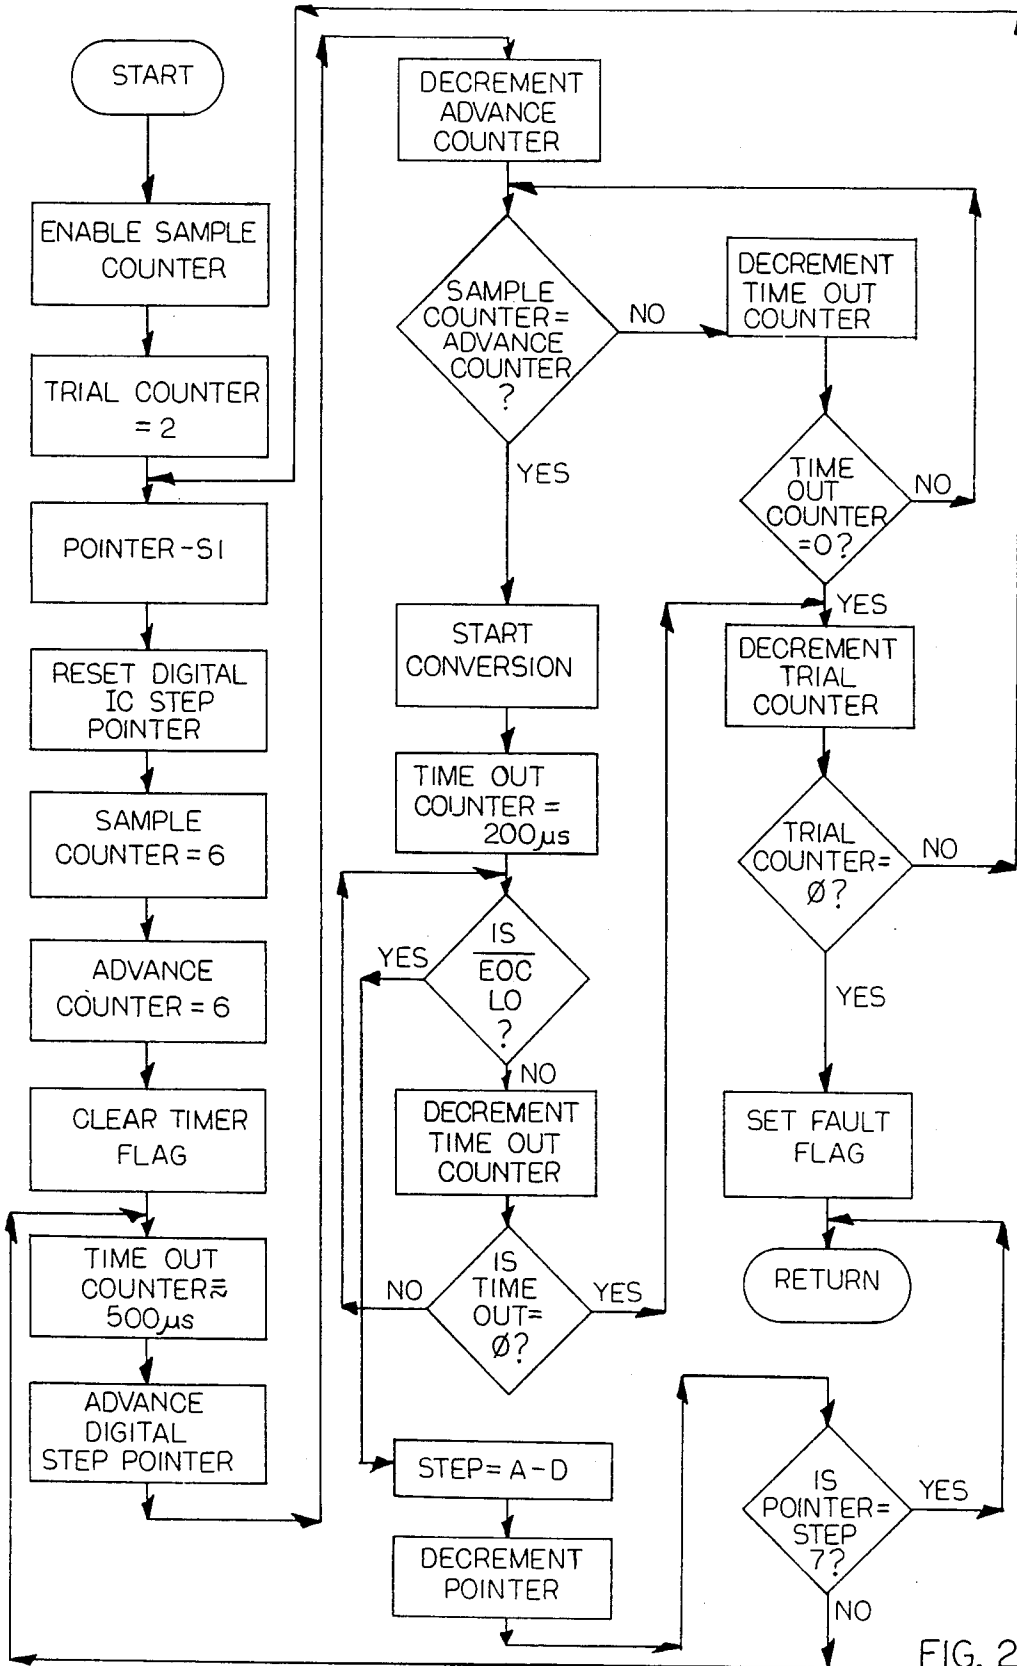 START
ENABLE SAMPLE
COUNTER
TRIAL COUNTER
= 2
POINTER-S1
RESET DIGITAL
IC STEP
POINTER
SAMPLE
COUNTER = 6
ADVANCE
COUNTER = 6
CLEAR TIMER
FLAG
TIME OUT
COUNTER≈
500µs
ADVANCE
DIGITAL
STEP POINTER
DECREMENT
ADVANCE
COUNTER
SAMPLE
COUNTER=
ADVANCE
COUNTER
?
NO
YES
START
CONVERSION
TIME OUT
COUNTER =
200µs
IS
EOC
LO
?
YES
NO
DECREMENT
TIME OUT
COUNTER
IS
TIME
OUT=
Ø?
NO
YES
STEP= A-D
DECREMENT
POINTER
DECREMENT
TIME OUT
COUNTER
TIME
OUT
COUNTER
=0?
NO
YES
DECREMENT
TRIAL
COUNTER
TRIAL
COUNTER=
Ø?
NO
YES
SET FAULT
FLAG
RETURN
IS
POINTER=
STEP
7?
YES
NO
FIG. 2